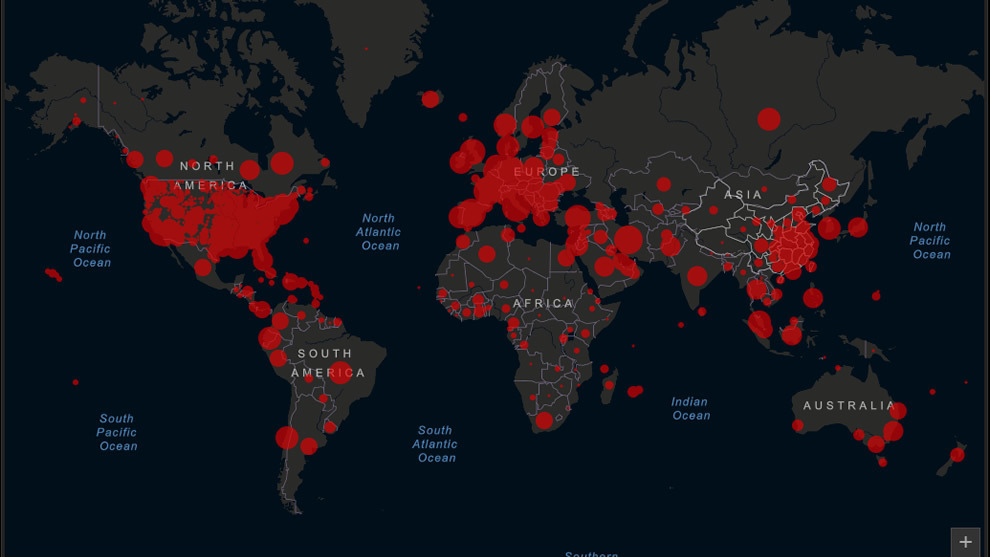 NORTH
AMERICA
EUROPE
ASIA
North
Pacific
Ocean
North
Atlantic
Ocean
North
Pacific
Ocean
AFRICA
SOUTH
AMERICA
Indian
Ocean
AUSTRALIA
South
Pacific
Ocean
South
Atlantic
Ocean
Southern
+